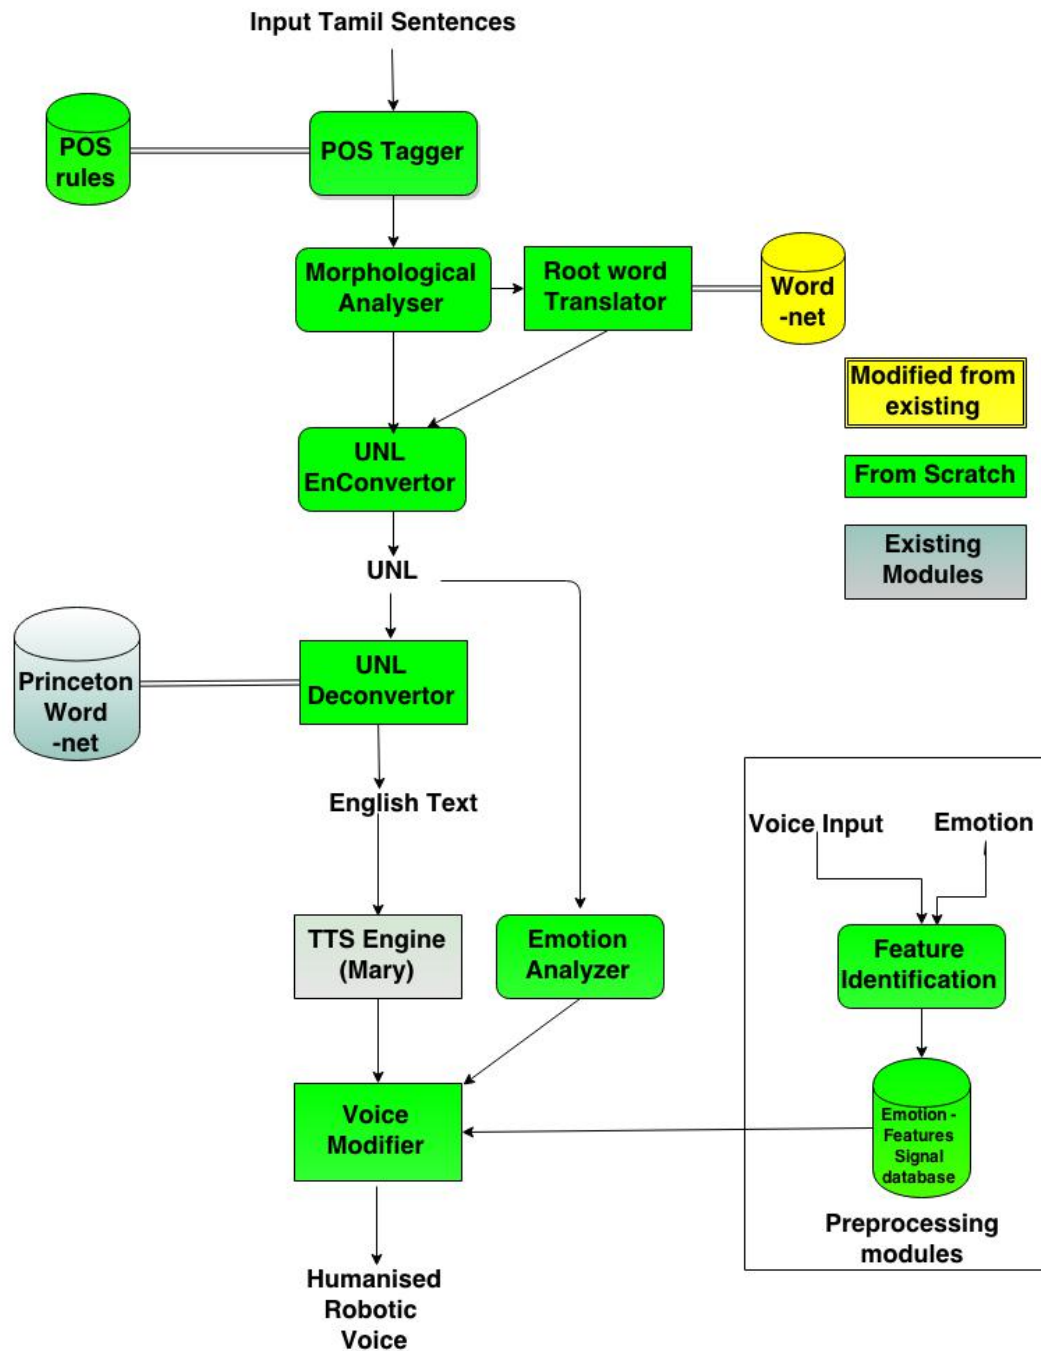 Input Tamil Sentences
POS
rules
POS Tagger
Morphological
Analyser
Root word
Translator
Word
-net
Modified from
existing
From Scratch
Existing
Modules
UNL
EnConvertor
UNL
Princeton
Word
-net
UNL
Deconvertor
English Text
Voice Input
Emotion
TTS Engine
(Mary)
Emotion
Analyzer
Feature
Identification
Voice
Modifier
Emotion -
Features
Signal
database
Preprocessing
modules
Humanised
Robotic
Voice